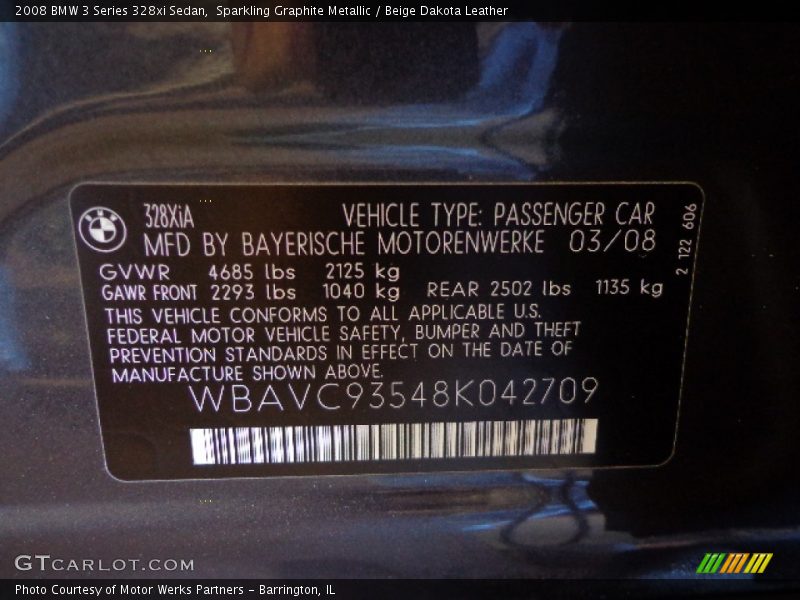 2008 BMW 3 Series 328xi Sedan, Sparkling Graphite Metallic / Beige Dakota Leather
BMW
328XiA VEHICLE TYPE: PASSENGER CAR
MFD BY BAYERISCHE MOTORENWERKE 03/08
GVWR 4685 lbs 2125 kg
GAWR FRONT 2293 lbs 1040 kg REAR 2502 lbs 1135 kg
THIS VEHICLE CONFORMS TO ALL APPLICABLE U.S.
FEDERAL MOTOR VEHICLE SAFETY, BUMPER AND THEFT
PREVENTION STANDARDS IN EFFECT ON THE DATE OF
MANUFACTURE SHOWN ABOVE.
WBAVC93548K042709
2 122 606
GTCARLOT.COM
Photo Courtesy of Motor Werks Partners - Barrington, IL